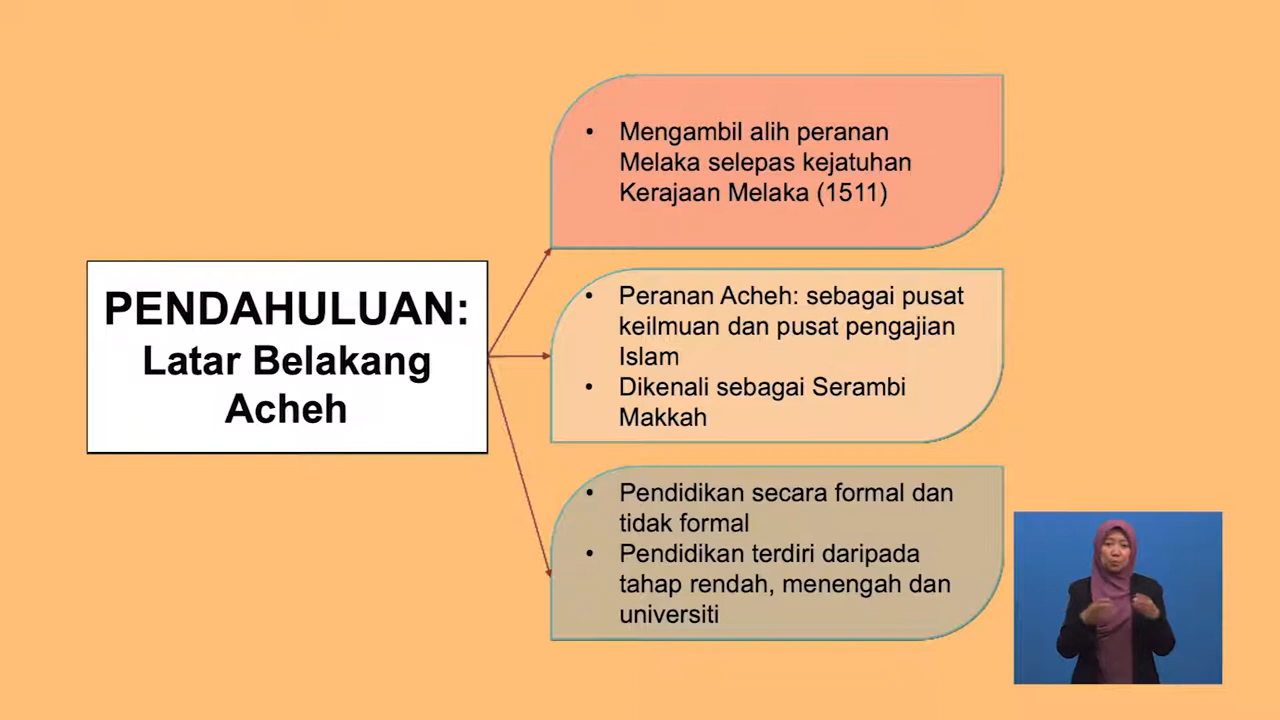 PENDAHULUAN:
Latar Belakang
Acheh
• Mengambil alih peranan
Melaka selepas kejatuhan
Kerajaan Melaka (1511)
• Peranan Acheh: sebagai pusat
keilmuan dan pusat pengajian
Islam
• Dikenali sebagai Serambi
Makkah
• Pendidikan secara formal dan
tidak formal
• Pendidikan terdiri daripada
tahap rendah, menengah dan
universiti